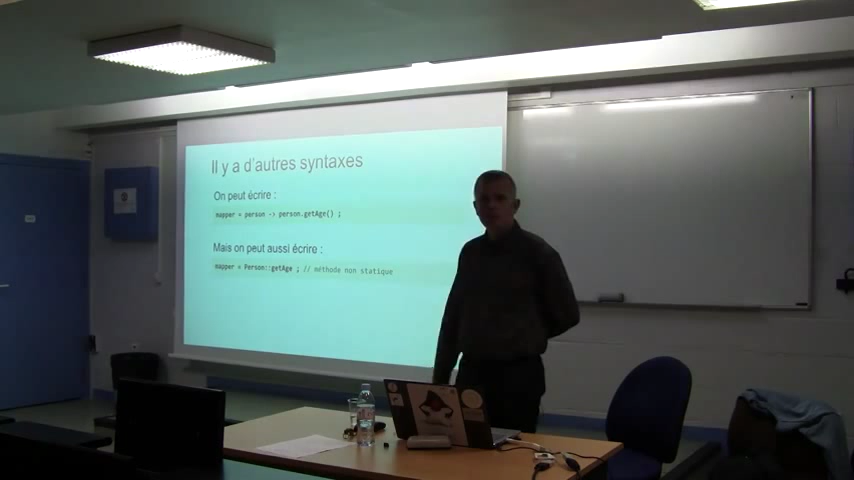 Il y a d'autres syntaxes
On peut écrire :
mapper = person -> person.getAge() ;
Mais on peut aussi écrire :
mapper = Person::getAge ; // méthode non statique